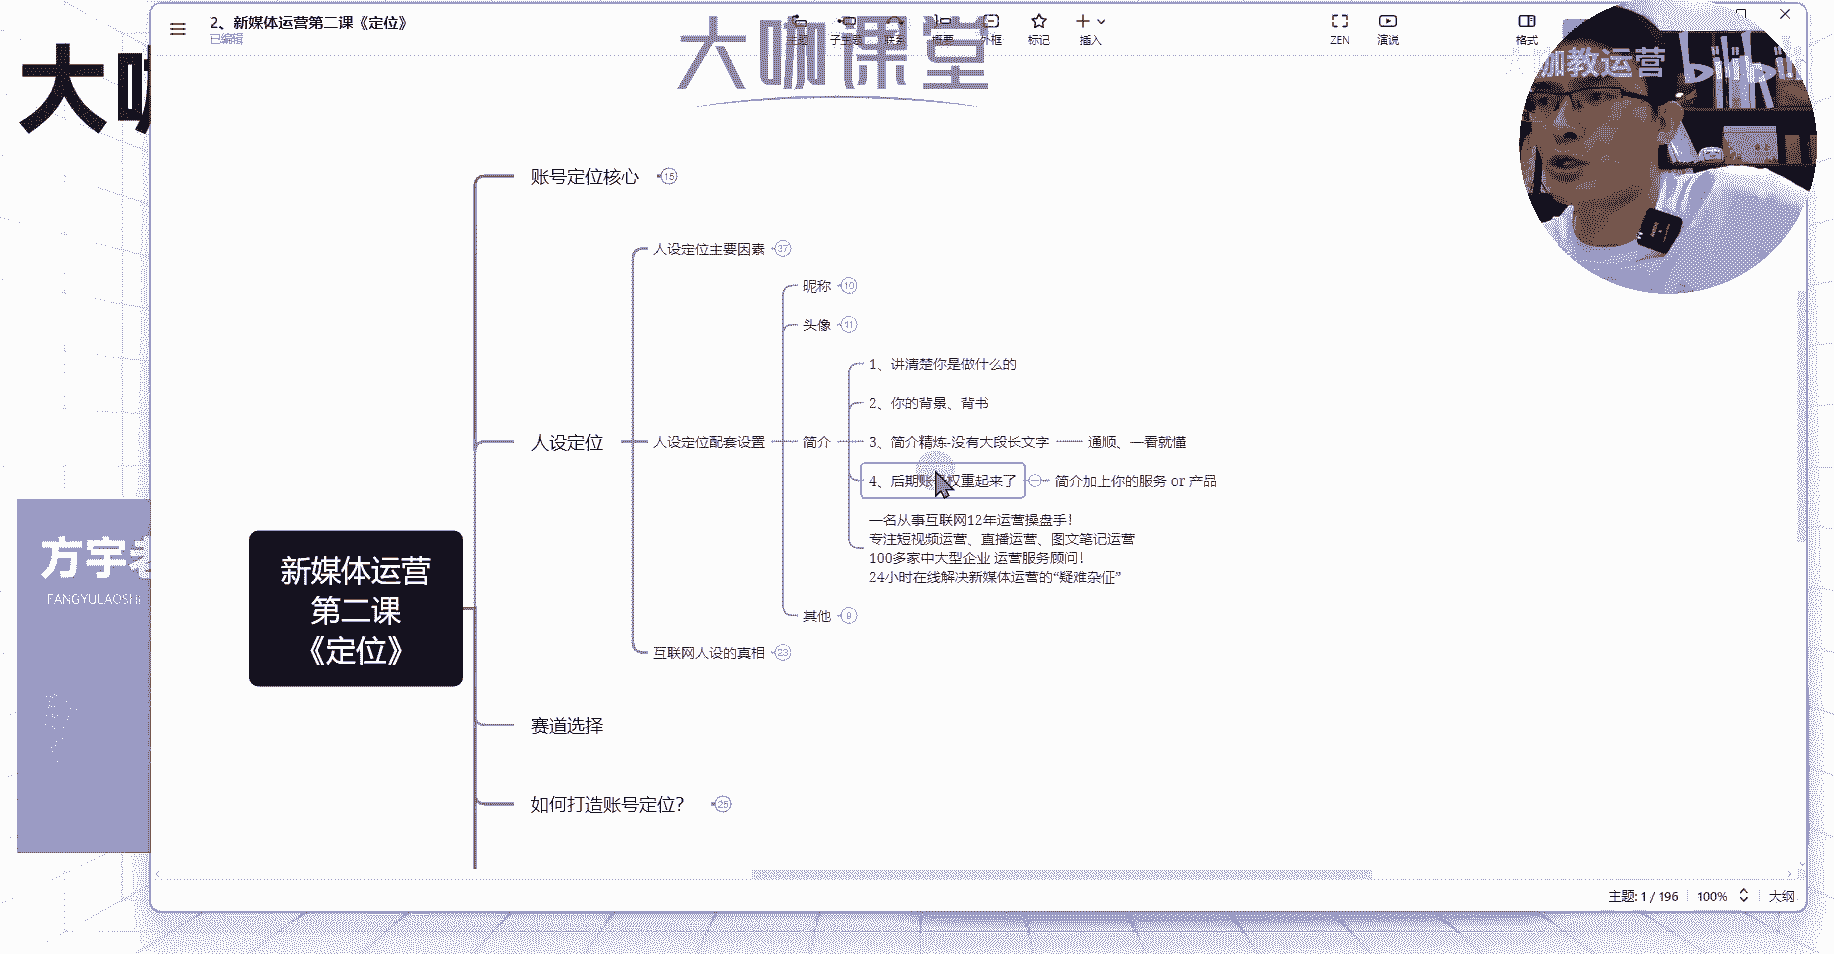 2、新媒体运营第二课《定位》
已编辑
子主题
联系
概要
外框
标记
插入
ZEN
演说
格式
大咖课堂
咖教运营 bilibili
大
账号定位核心 15
人设定位主要因素 37
昵称 10
头像 11
1、讲清楚你是做什么的
2、你的背景、背书
人设定位
人设定位配套设置
简介
3、简介精炼-没有大段长文字
通顺、一看就懂
4、后期账 权重起来了
简介加上你的服务 or 产品
一名从事互联网12年运营操盘手！
专注短视频运营、直播运营、图文笔记运营
100多家中大型企业 运营服务顾问！
24小时在线解决新媒体运营的“疑难杂征”
其他 9
互联网人设的真相 23
新媒体运营
第二课
《定位》
方宇老
FANGYULAOSHI
赛道选择
如何打造账号定位？ 25
主题: 1 / 196
100%
大纲